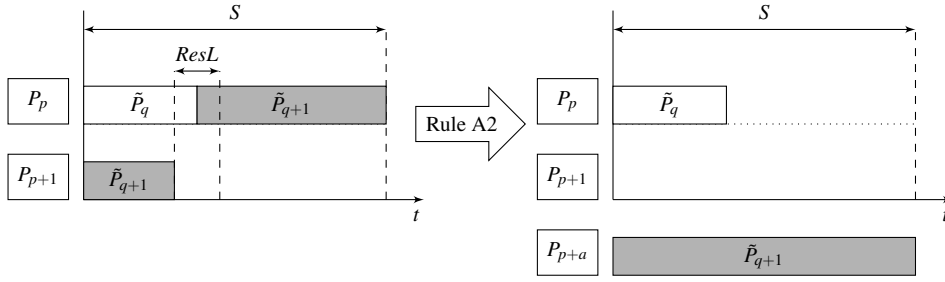 S
ResL
P_p
P̃_q
P̃_{q+1}
P_{p+1}
P̃_{q+1}
t
Rule A2
S
P_p
P̃_q
P_{p+1}
t
P_{p+a}
P̃_{q+1}